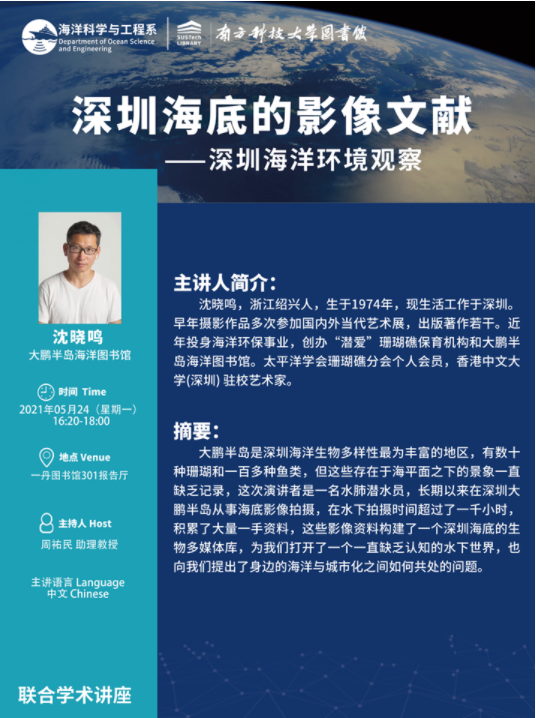 海洋科学与工程系
Department of Ocean Science
and Engineering
SUSTech
LIBRARY
南方科技大学图书馆
深圳海底的影像文献
——深圳海洋环境观察
沈晓鸣
大鹏半岛海洋图书馆
时间 Time
2021年05月24（星期一）
16:20-18:00
地点 Venue
一丹图书馆301报告厅
主持人 Host
周祐民 助理教授
主讲语言 Language
中文 Chinese
联合学术讲座
主讲人简介：
沈晓鸣，浙江绍兴人，生于1974年，现生活工作于深圳。
早年摄影作品多次参加国内外当代艺术展，出版著作若干。近
年投身海洋环保事业，创办“潜爱”珊瑚礁保育机构和大鹏半
岛海洋图书馆。太平洋学会珊瑚礁分会个人会员，香港中文大
学(深圳) 驻校艺术家。
摘要：
大鹏半岛是深圳海洋生物多样性最为丰富的地区，有数十
种珊瑚和一百多种鱼类，但这些存在于海平面之下的景象一直
缺乏记录，这次演讲者是一名水肺潜水员，长期以来在深圳大
鹏半岛从事海底影像拍摄，在水下拍摄时间超过了一千小时，
积累了大量一手资料，这些影像资料构建了一个深圳海底的生
物多媒体库，为我们打开了一个一直缺乏认知的水下世界，也
向我们提出了身边的海洋与城市化之间如何共处的问题。